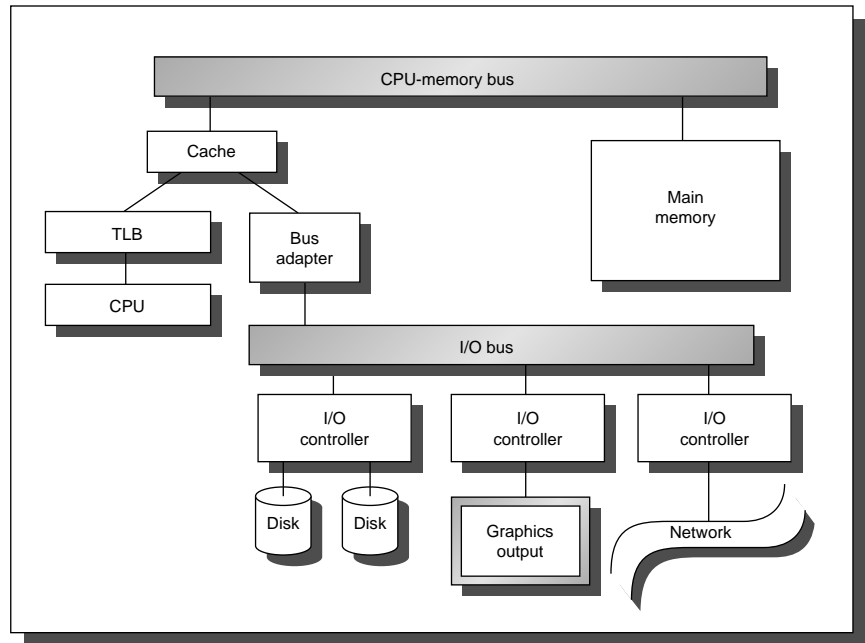 CPU-memory bus
Cache
Main
memory
TLB
Bus
adapter
CPU
I/O bus
I/O
controller
I/O
controller
I/O
controller
Disk
Disk
Graphics
output
Network